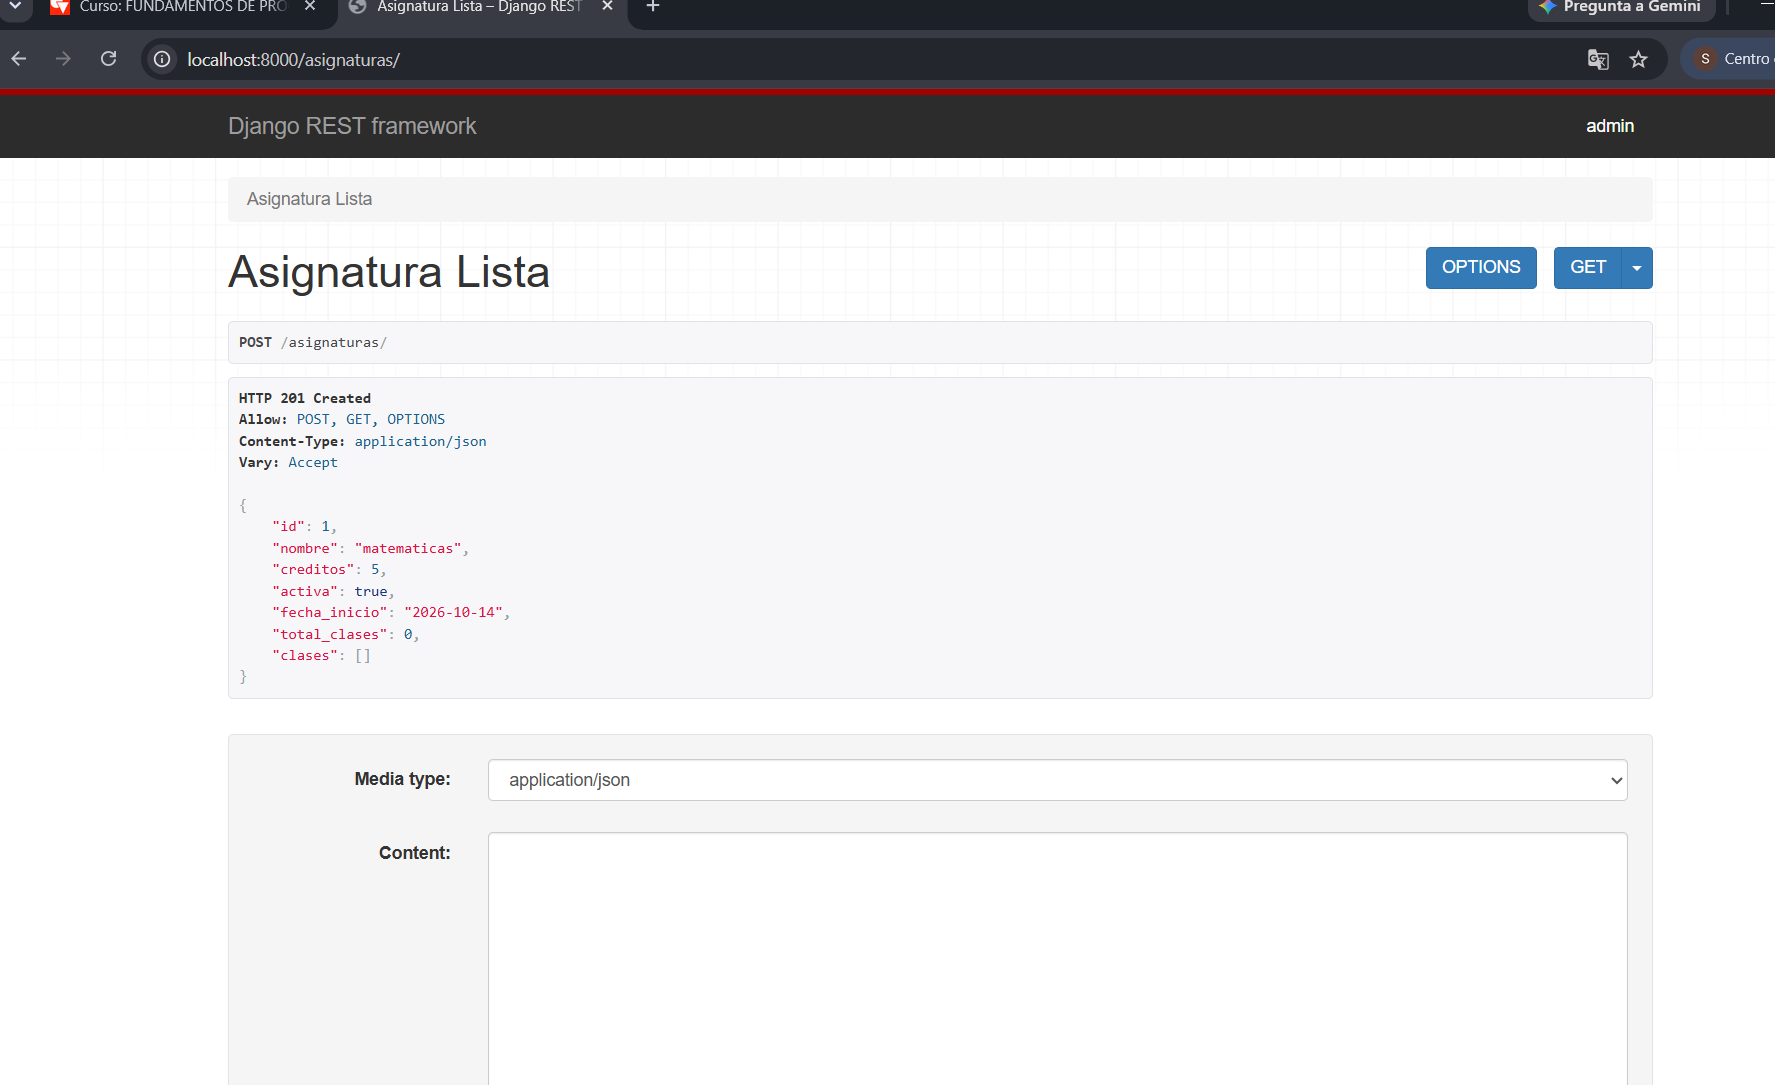 Curso: FUNDAMENTOS DE PRO
Asignatura Lista – Django REST
Pregunta a Gemini
localhost:8000/asignaturas/
S
Centro
Django REST framework
admin
Asignatura Lista
Asignatura Lista
OPTIONS
GET
POST /asignaturas/
HTTP 201 Created
Allow: POST, GET, OPTIONS
Content-Type: application/json
Vary: Accept
{
"id": 1,
"nombre": "matematicas",
"creditos": 5,
"activa": true,
"fecha_inicio": "2026-10-14",
"total_clases": 0,
"clases": []
}
Media type:
application/json
Content: